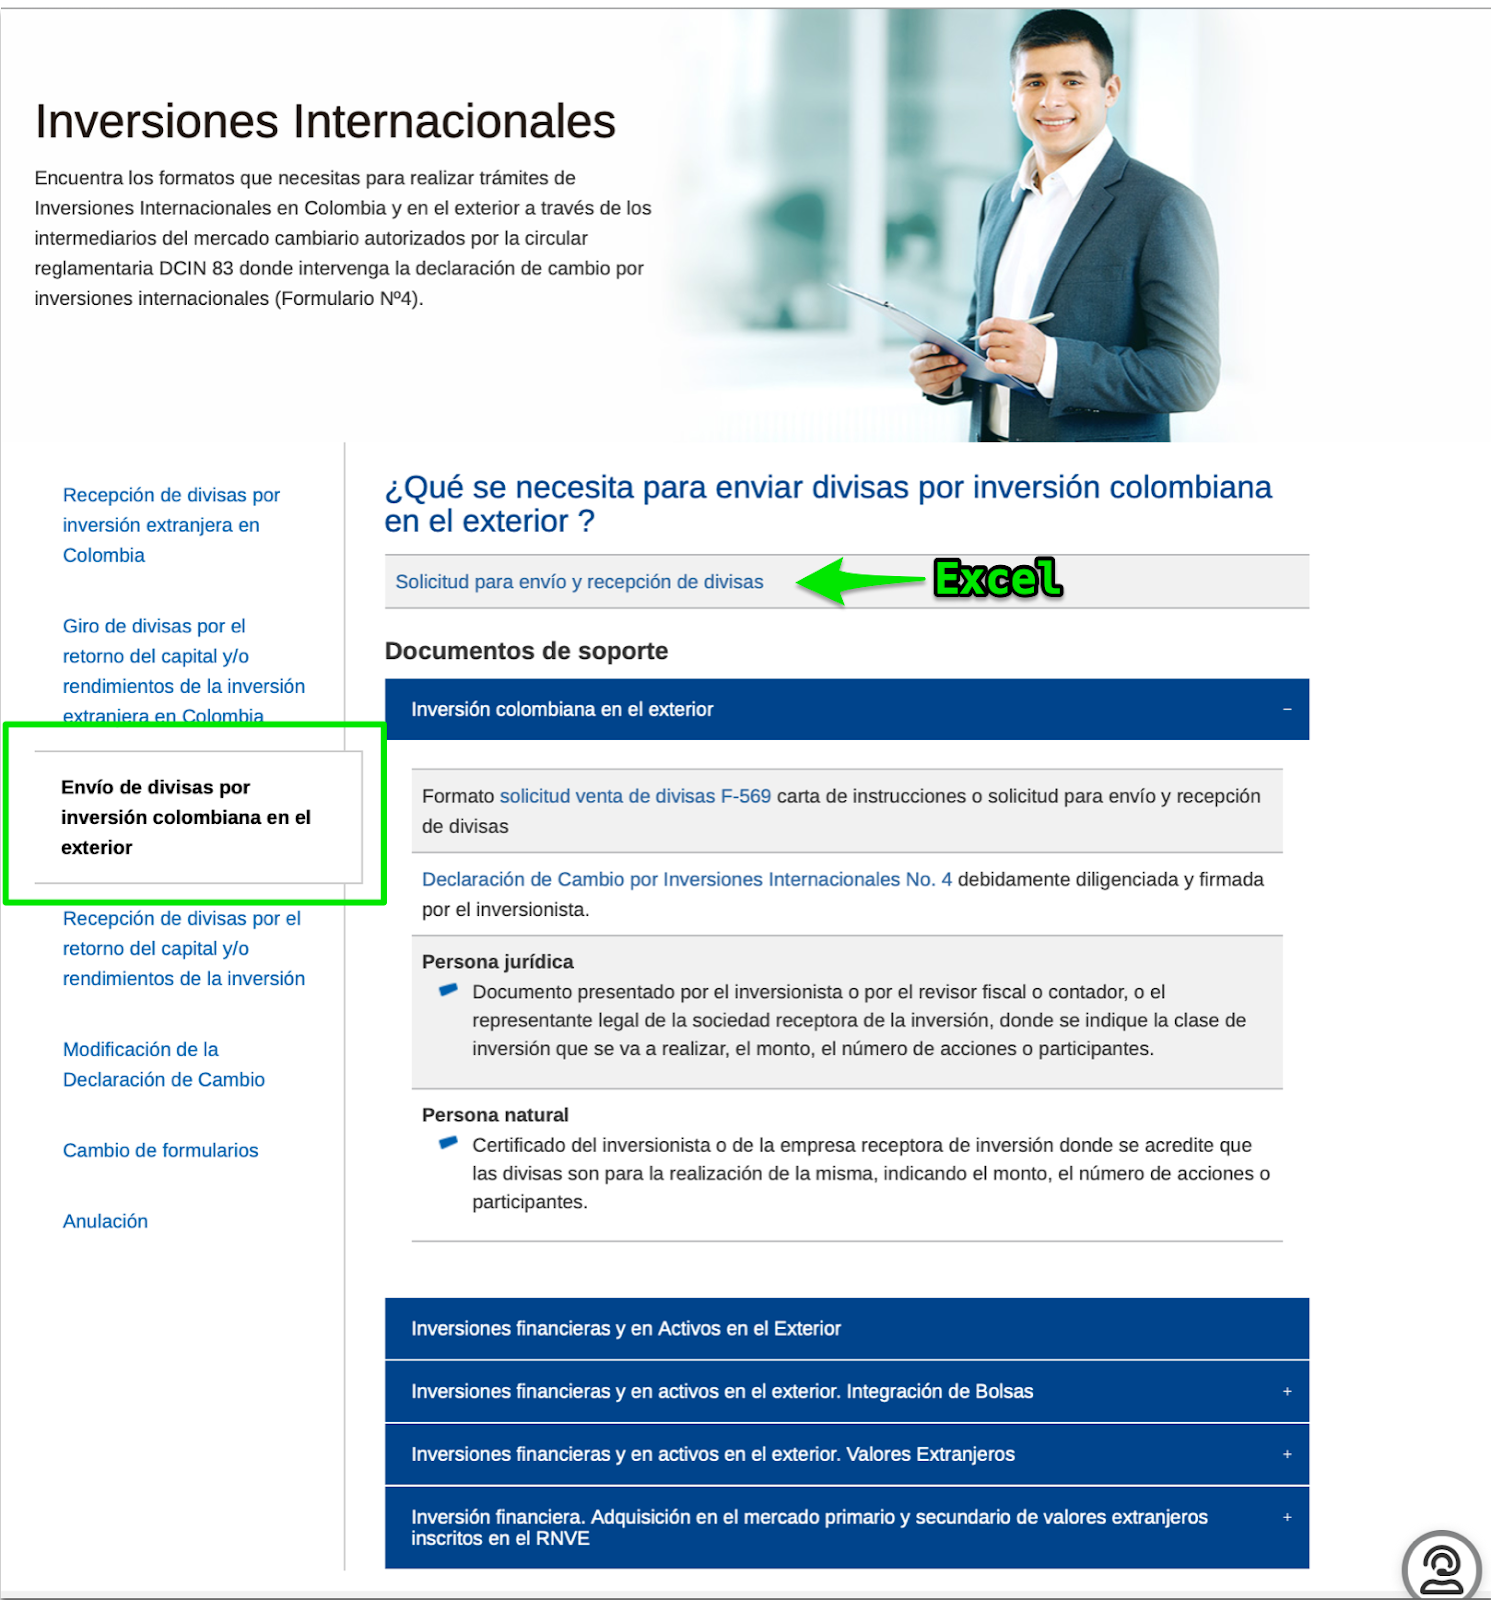 Inversiones Internacionales
Encuentra los formatos que necesitas para realizar trámites de
Inversiones Internacionales en Colombia y en el exterior a través de los
intermediarios del mercado cambiario autorizados por la circular
reglamentaria DCIN 83 donde intervenga la declaración de cambio por
inversiones internacionales (Formulario Nº4).
Recepción de divisas por
inversión extranjera en
Colombia
Giro de divisas por el
retorno del capital y/o
rendimientos de la inversión
extranjera en Colombia
Envío de divisas por
inversión colombiana en el
exterior
Recepción de divisas por el
retorno del capital y/o
rendimientos de la inversión
Modificación de la
Declaración de Cambio
Cambio de formularios
Anulación
¿Qué se necesita para enviar divisas por inversión colombiana
en el exterior ?
Solicitud para envío y recepción de divisas
Excel
Documentos de soporte
Inversión colombiana en el exterior −
Formato solicitud venta de divisas F-569 carta de instrucciones o solicitud para envío y recepción
de divisas
Declaración de Cambio por Inversiones Internacionales No. 4 debidamente diligenciada y firmada
por el inversionista.
Persona jurídica
Documento presentado por el inversionista o por el revisor fiscal o contador, o el
representante legal de la sociedad receptora de la inversión, donde se indique la clase de
inversión que se va a realizar, el monto, el número de acciones o participantes.
Persona natural
Certificado del inversionista o de la empresa receptora de inversión donde se acredite que
las divisas son para la realización de la misma, indicando el monto, el número de acciones o
participantes.
Inversiones financieras y en Activos en el Exterior
Inversiones financieras y en activos en el exterior. Integración de Bolsas +
Inversiones financieras y en activos en el exterior. Valores Extranjeros +
Inversión financiera. Adquisición en el mercado primario y secundario de valores extranjeros +
inscritos en el RNVE